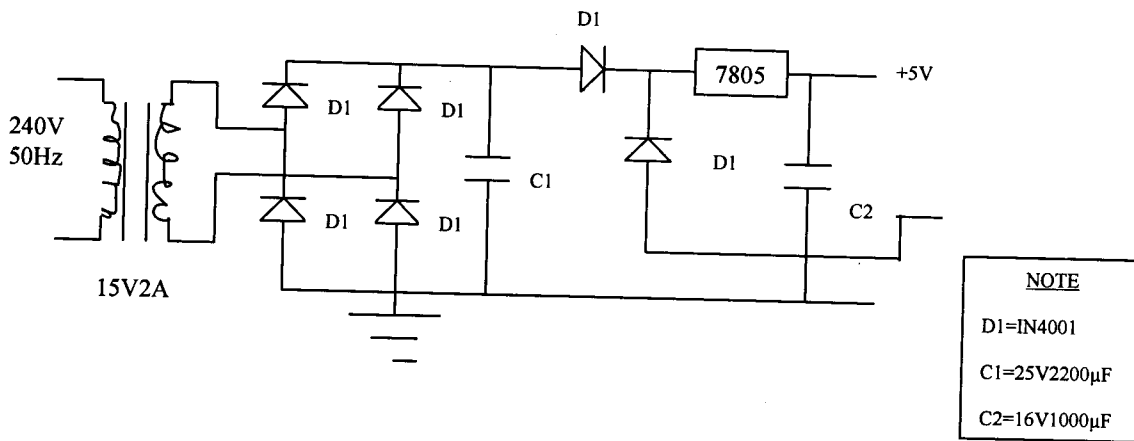 D1
7805
+5V
D1
D1
240V
50Hz
D1
C1
D1
D1
C2
15V2A
NOTE
D1=IN4001
C1=25V2200µF
C2=16V1000µF